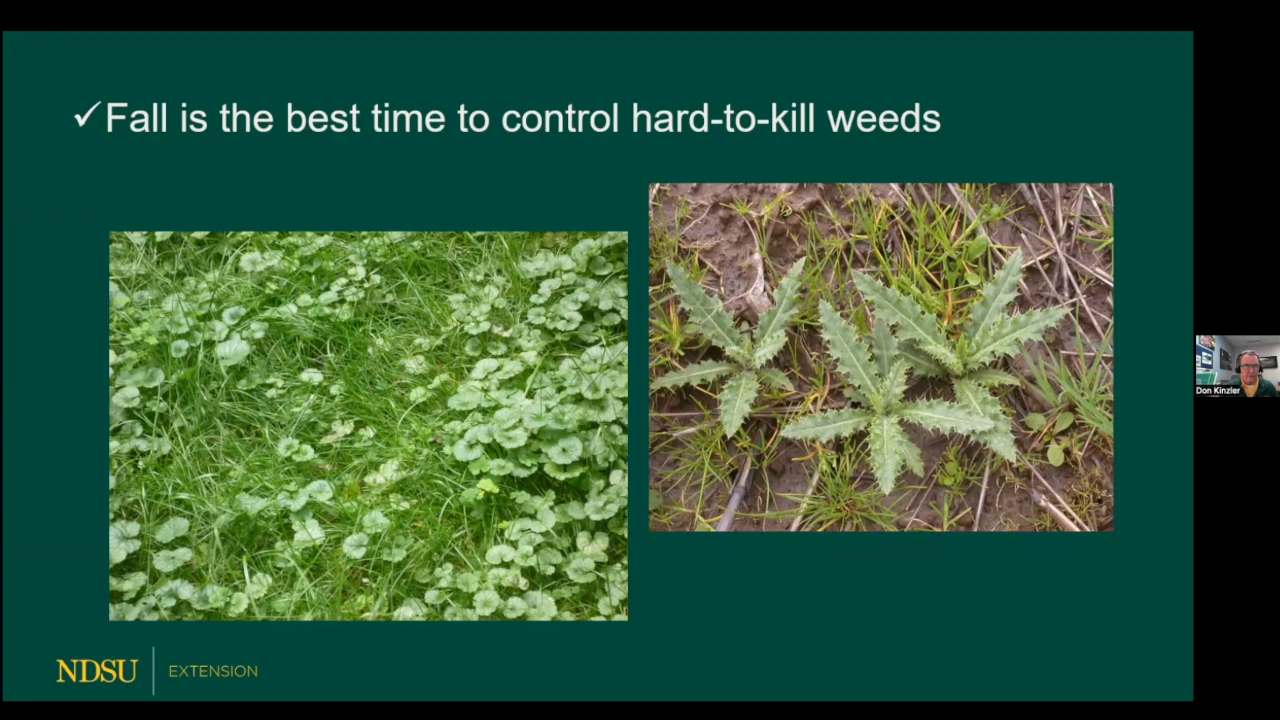 ✓Fall is the best time to control hard-to-kill weeds
Don Kinzler
NDSU | EXTENSION